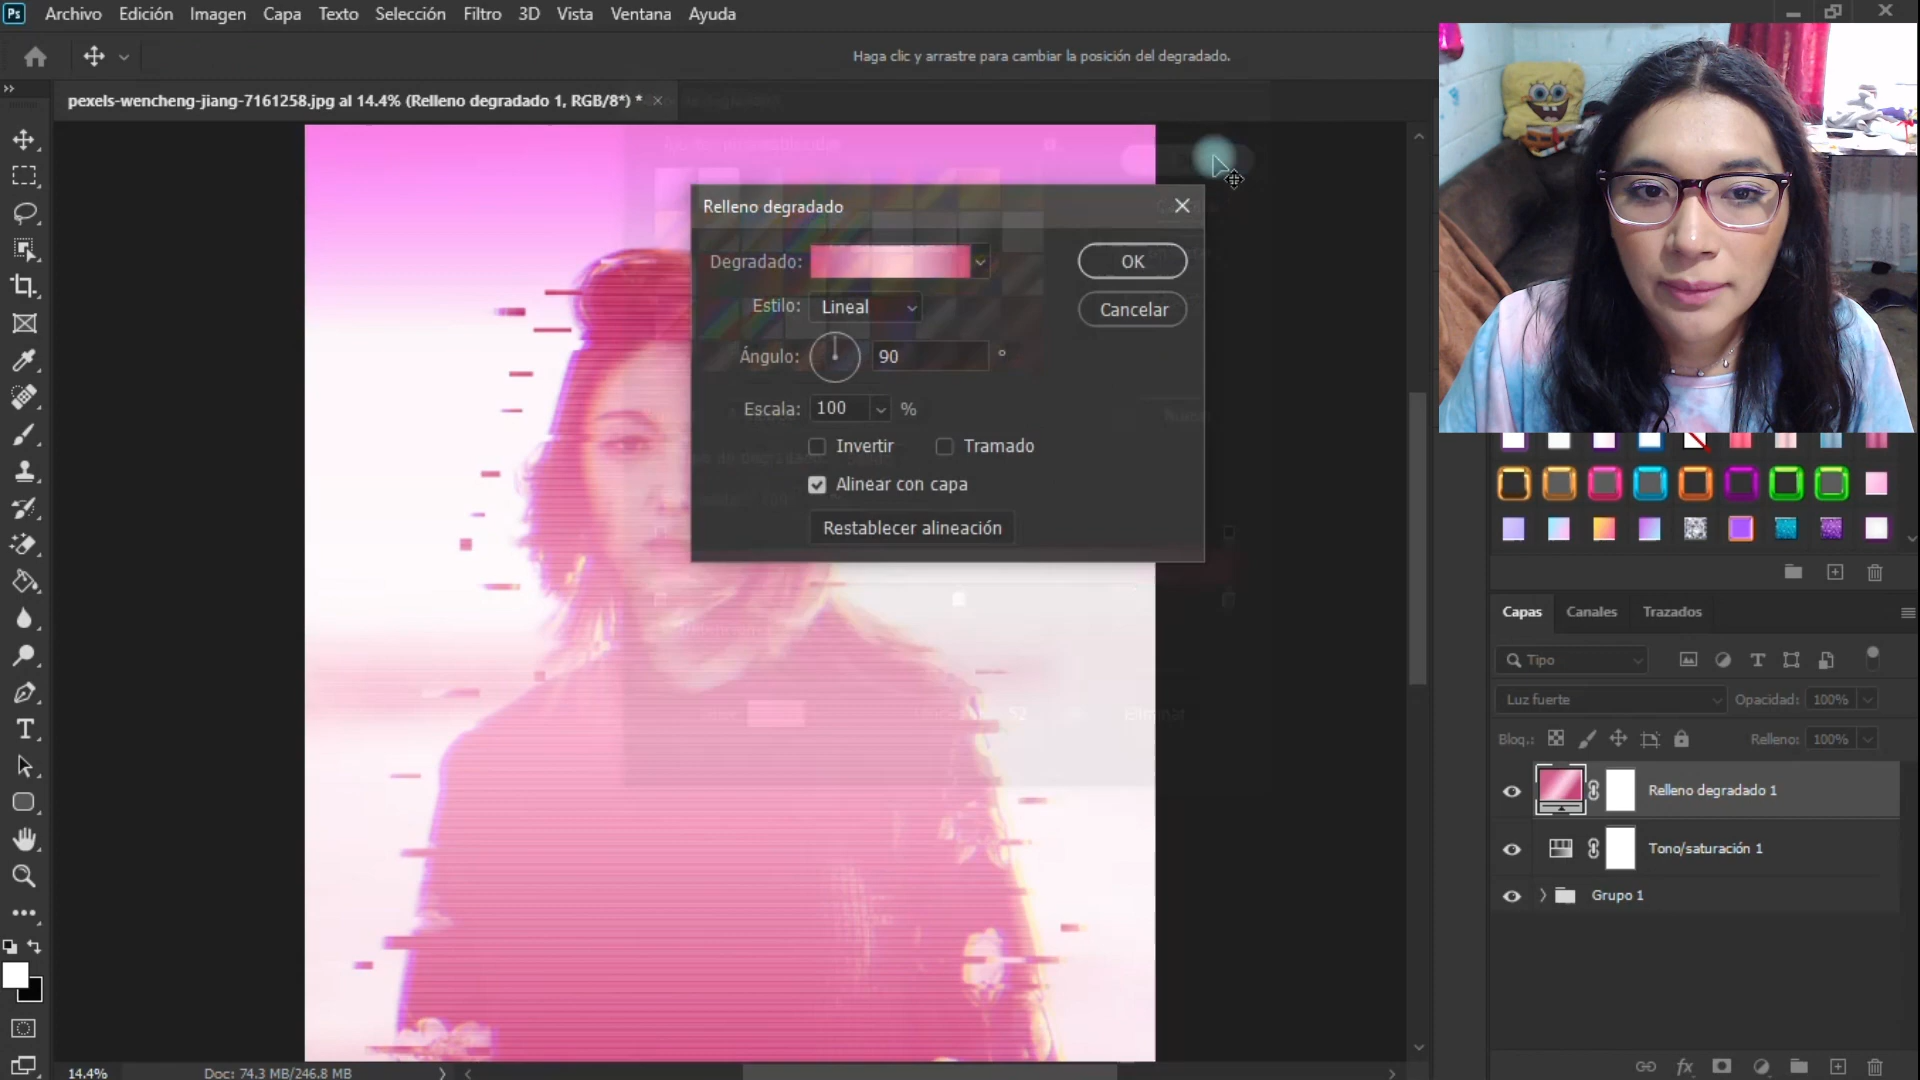 Ps Archivo Edición Imagen Capa Texto Selección Filtro 3D Vista Ventana Ayuda
Haga clic y arrastre para cambiar la posición del degradado.
pexels-wencheng-jiang-7161258.jpg al 14.4% (Relleno degradado 1, RGB/8*) *
Relleno degradado
Degradado:
OK
Estilo: Lineal
Cancelar
Ángulo: 90 °
Escala: 100 %
Invertir Tramado
Alinear con capa
Restablecer alineación
Capas Canales Trazados
Tipo
Luz fuerte Opacidad: 100%
Bloq.: Relleno: 100%
Relleno degradado 1
Tono/saturación 1
Grupo 1
fx
14.4% Doc: 74.3 MB/246.8 MB